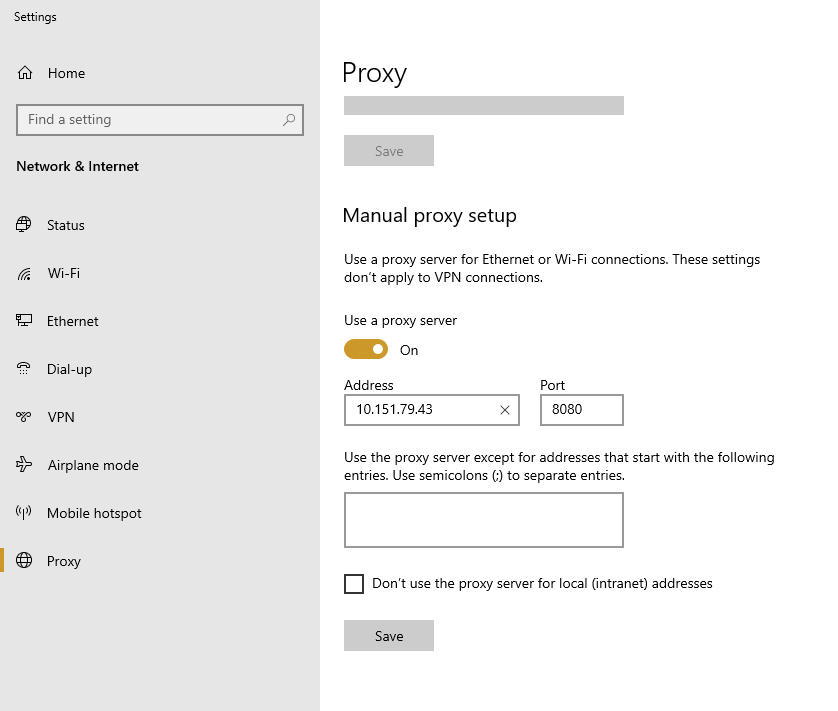 Settings
Home
Find a setting
Network & Internet
Status
Wi-Fi
Ethernet
Dial-up
VPN
Airplane mode
Mobile hotspot
Proxy
Proxy
Save
Manual proxy setup
Use a proxy server for Ethernet or Wi-Fi connections. These settings
don't apply to VPN connections.
Use a proxy server
On
Address
Port
10.151.79.43
8080
Use the proxy server except for addresses that start with the following
entries. Use semicolons (;) to separate entries.
Don't use the proxy server for local (intranet) addresses
Save